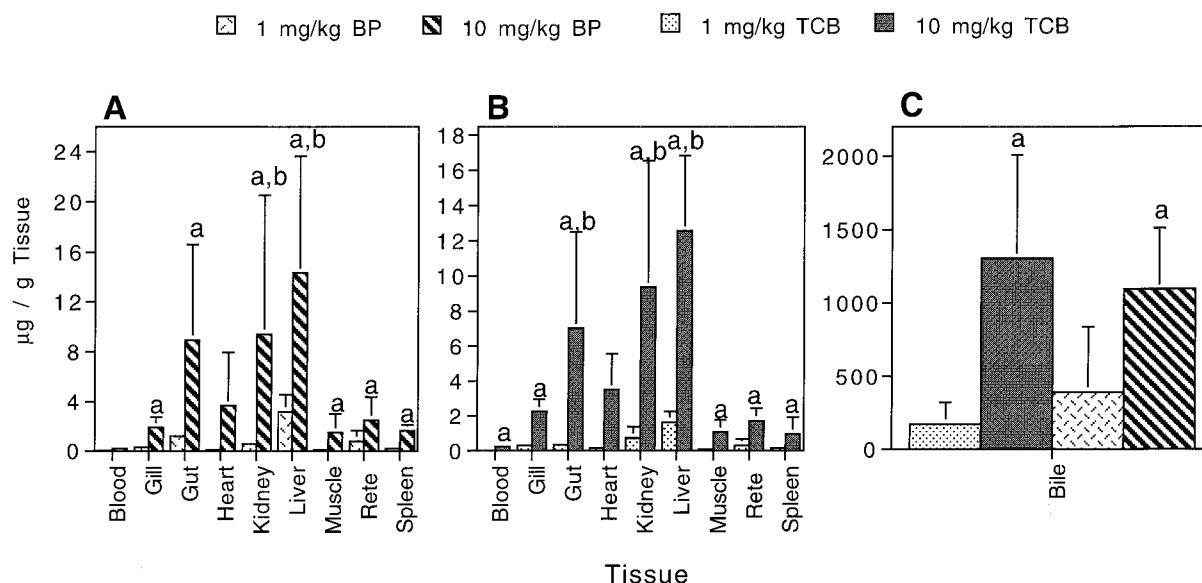 1 mg/kg BP 10 mg/kg BP 1 mg/kg TCB 10 mg/kg TCB
A
µg / g Tissue
24
20
16
12
8
4
0
a
a
a,b
a,b
a
a
a
Blood
Gill
Gut
Heart
Kidney
Liver
Muscle
Rete
Spleen
B
18
16
14
12
10
8
6
4
2
0
a
a
a,b
a,b
a,b
a
a
a
Blood
Gill
Gut
Heart
Kidney
Liver
Muscle
Rete
Spleen
C
2000
1500
1000
500
0
a
a
Bile
Tissue